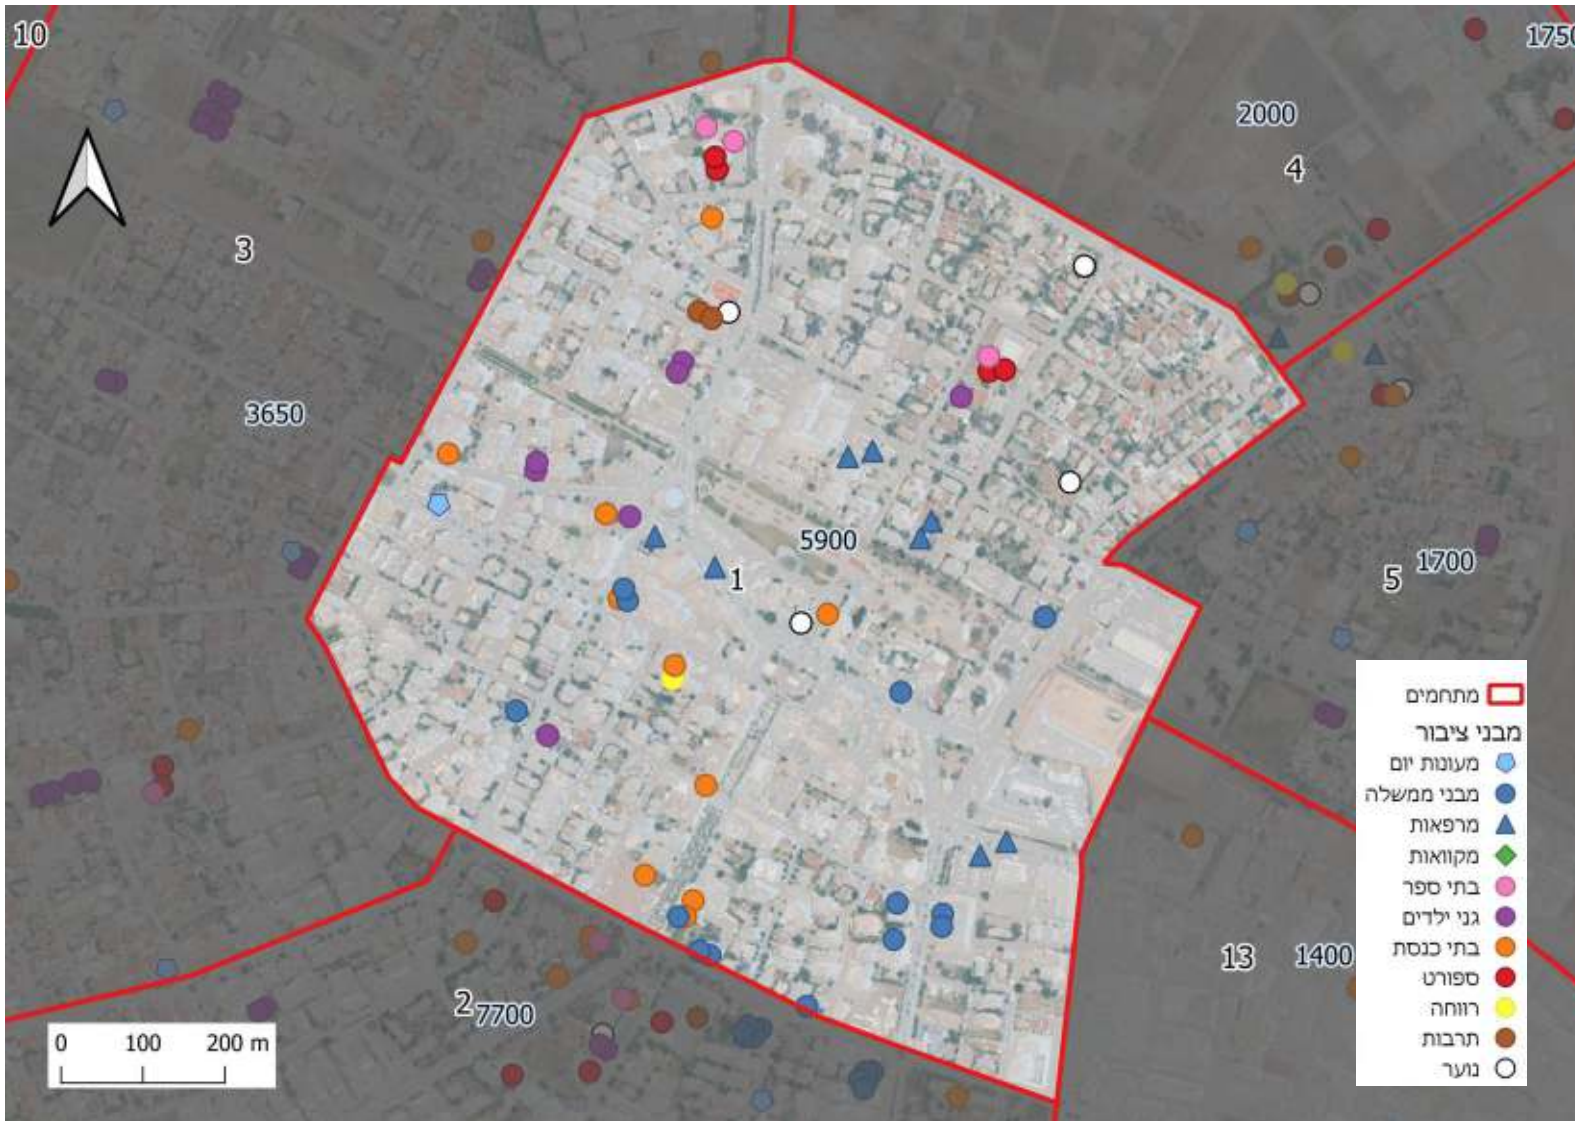 10
1750
2000
4
3
3650
5900
1
1700
5
מתחמים
מבני ציבור
מעונות יום
מבני ממשלה
מרפאות
מקוואות
בתי ספר
גני ילדים
בתי כנסת
ספורט
רווחה
תרבות
נוער
13
1400
2
7700
0 100 200 m